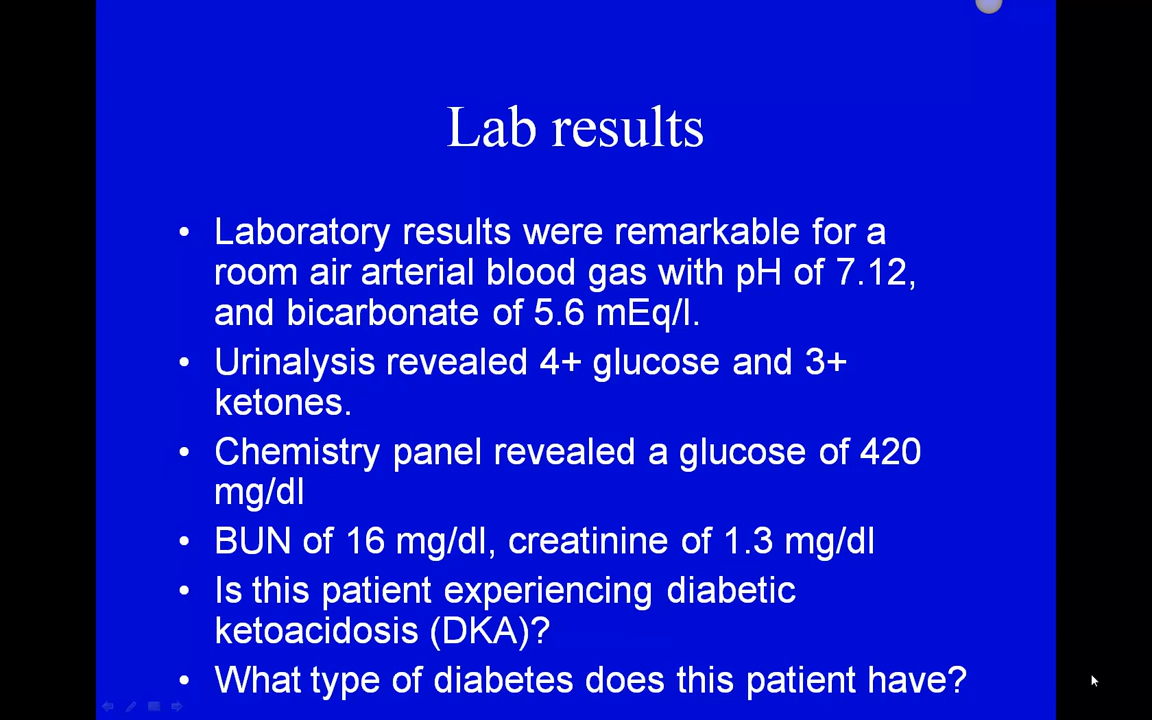 Lab results
• Laboratory results were remarkable for a
room air arterial blood gas with pH of 7.12,
and bicarbonate of 5.6 mEq/l.
• Urinalysis revealed 4+ glucose and 3+
ketones.
• Chemistry panel revealed a glucose of 420
mg/dl
• BUN of 16 mg/dl, creatinine of 1.3 mg/dl
• Is this patient experiencing diabetic
ketoacidosis (DKA)?
• What type of diabetes does this patient have?